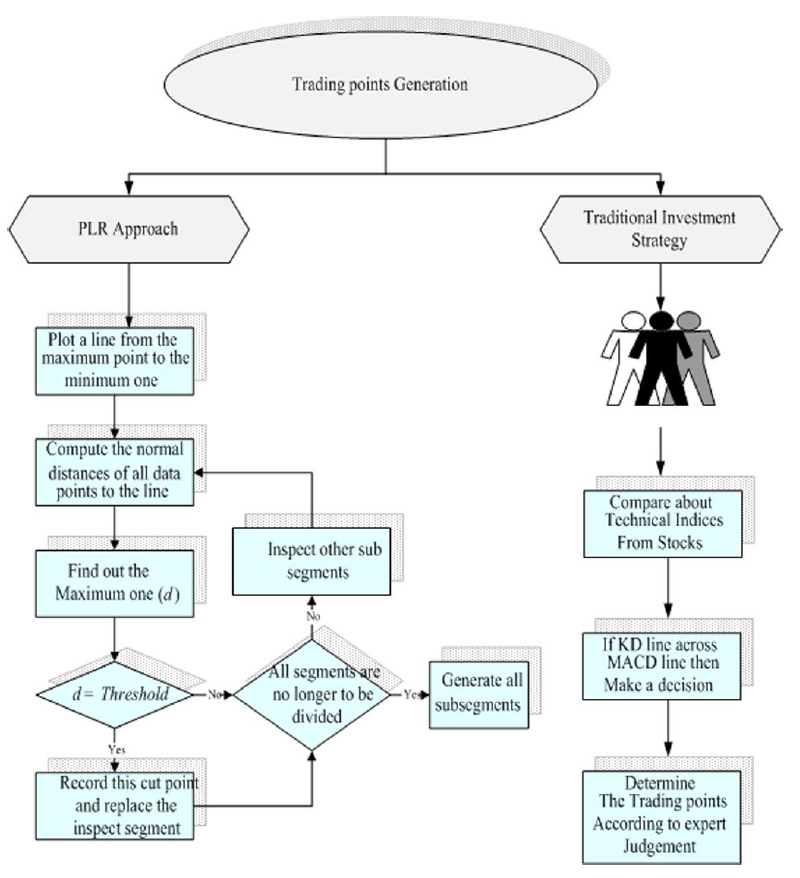 Trading points Generation
PLR Approach
Traditional Investment
Strategy
Plot a line from the
maximum point to the
minimum one
Compute the normal
distances of all data
points to the line
Inspect other sub
segments
Find out the
Maximum one (d)
No
d = Threshold
No
All segments are
no longer to be
divided
Yes
Generate all
subsegments
Yes
Record this cut point
and replace the
inspect segment
Compare about
Technical Indices
From Stocks
If KD line across
MACD line then
Make a decision
Determine
The Trading points
According to expert
Judgement